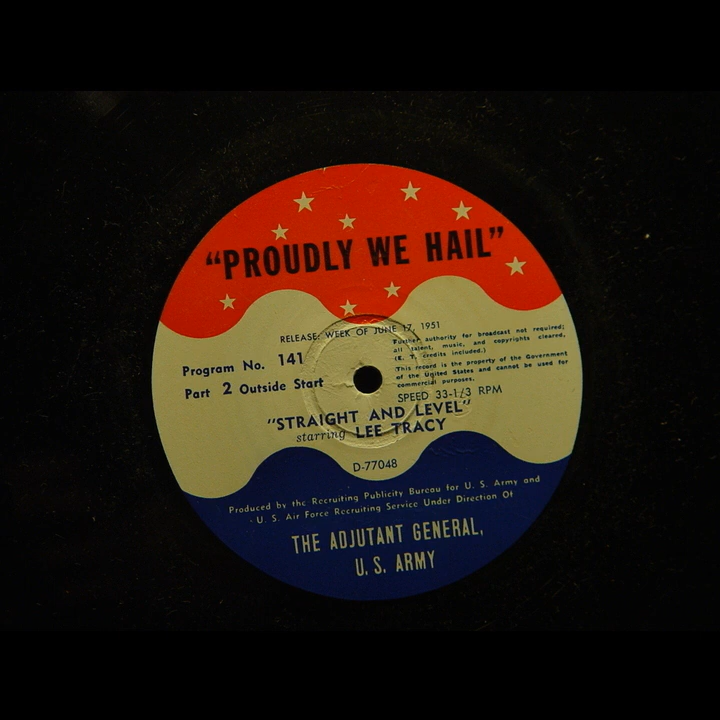 "PROUDLY WE HAIL"
RELEASE: WEEK OF JUNE 17, 1951
Program No. 141
Part 2 Outside Start
Further authority for broadcast not required;
all talent, music, and copyrights cleared,
(E. T. credits included.)
This record is the property of the Government
of the United States and cannot be used for
commercial purposes.
SPEED 33-1/3 RPM
"STRAIGHT AND LEVEL"
starring LEE TRACY
D-77048
Produced by the Recruiting Publicity Bureau for U. S. Army and
U. S. Air Force Recruiting Service Under Direction Of
THE ADJUTANT GENERAL,
U. S. ARMY